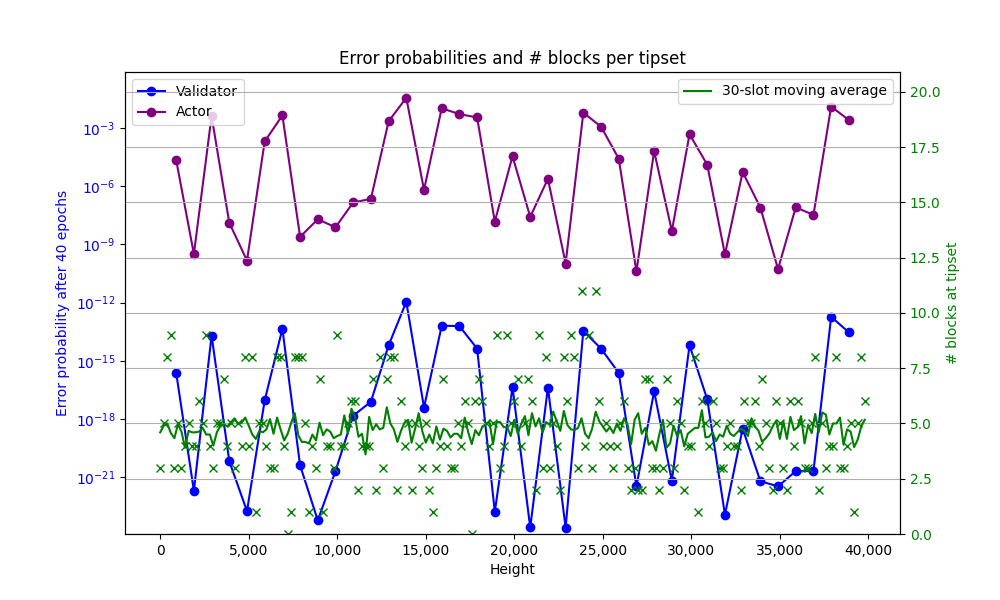 Error probabilities and # blocks per tipset
Validator
Actor
30-slot moving average
Error probability after 40 epochs
10⁻³
10⁻⁶
10⁻⁹
10⁻¹²
10⁻¹⁵
10⁻¹⁸
10⁻²¹
20.0
17.5
15.0
12.5
10.0
7.5
5.0
2.5
0.0
# blocks at tipset
0 5,000 10,000 15,000 20,000 25,000 30,000 35,000 40,000
Height